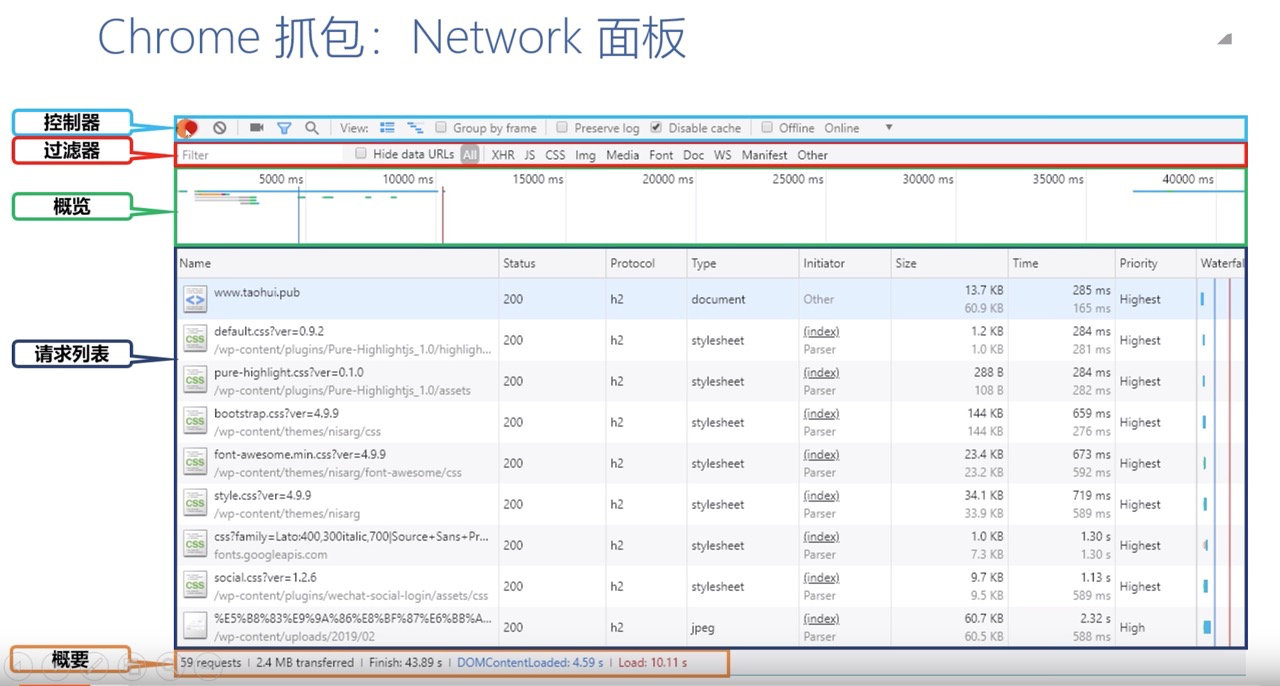 Chrome 抓包：Network 面板
控制器
View: Group by frame Preserve log Disable cache Offline Online
过滤器
Filter Hide data URLs All XHR JS CSS Img Media Font Doc WS Manifest Other
概览
5000 ms 10000 ms 15000 ms 20000 ms 25000 ms 30000 ms 35000 ms 40000 ms
Name Status Protocol Type Initiator Size Time Priority Waterfal
www.taohui.pub 200 h2 document Other 13.7 KB 285 ms Highest
60.9 KB 165 ms
default.css?ver=0.9.2 200 h2 stylesheet (index) 1.2 KB 284 ms Highest
/wp-content/plugins/Pure-Highlightjs_1.0/highligh... Parser 1.0 KB 281 ms
请求列表
pure-highlight.css?ver=0.1.0 200 h2 stylesheet (index) 288 B 284 ms Highest
/wp-content/plugins/Pure-Highlightjs_1.0/assets Parser 108 B 282 ms
bootstrap.css?ver=4.9.9 200 h2 stylesheet (index) 144 KB 659 ms Highest
/wp-content/themes/nisarg/css Parser 144 KB 276 ms
font-awesome.min.css?ver=4.9.9 200 h2 stylesheet (index) 23.4 KB 673 ms Highest
/wp-content/themes/nisarg/font-awesome/css Parser 23.2 KB 592 ms
style.css?ver=4.9.9 200 h2 stylesheet (index) 34.1 KB 719 ms Highest
/wp-content/themes/nisarg Parser 33.9 KB 589 ms
css?family=Lato:400,300italic,700|Source+Sans+Pr... 200 h2 stylesheet (index) 1.0 KB 1.30 s Highest
fonts.googleapis.com Parser 7.3 KB 1.30 s
social.css?ver=1.2.6 200 h2 stylesheet (index) 9.7 KB 1.13 s Highest
/wp-content/plugins/wechat-social-login/assets/css Parser 9.5 KB 589 ms
%E5%B8%83%E9%9A%86%E8%BF%87%E6%BB%A... 200 h2 jpeg (index) 60.7 KB 2.32 s High
/wp-content/uploads/2019/02 Parser 60.5 KB 588 ms
概要
59 requests | 2.4 MB transferred | Finish: 43.89 s | DOMContentLoaded: 4.59 s | Load: 10.11 s